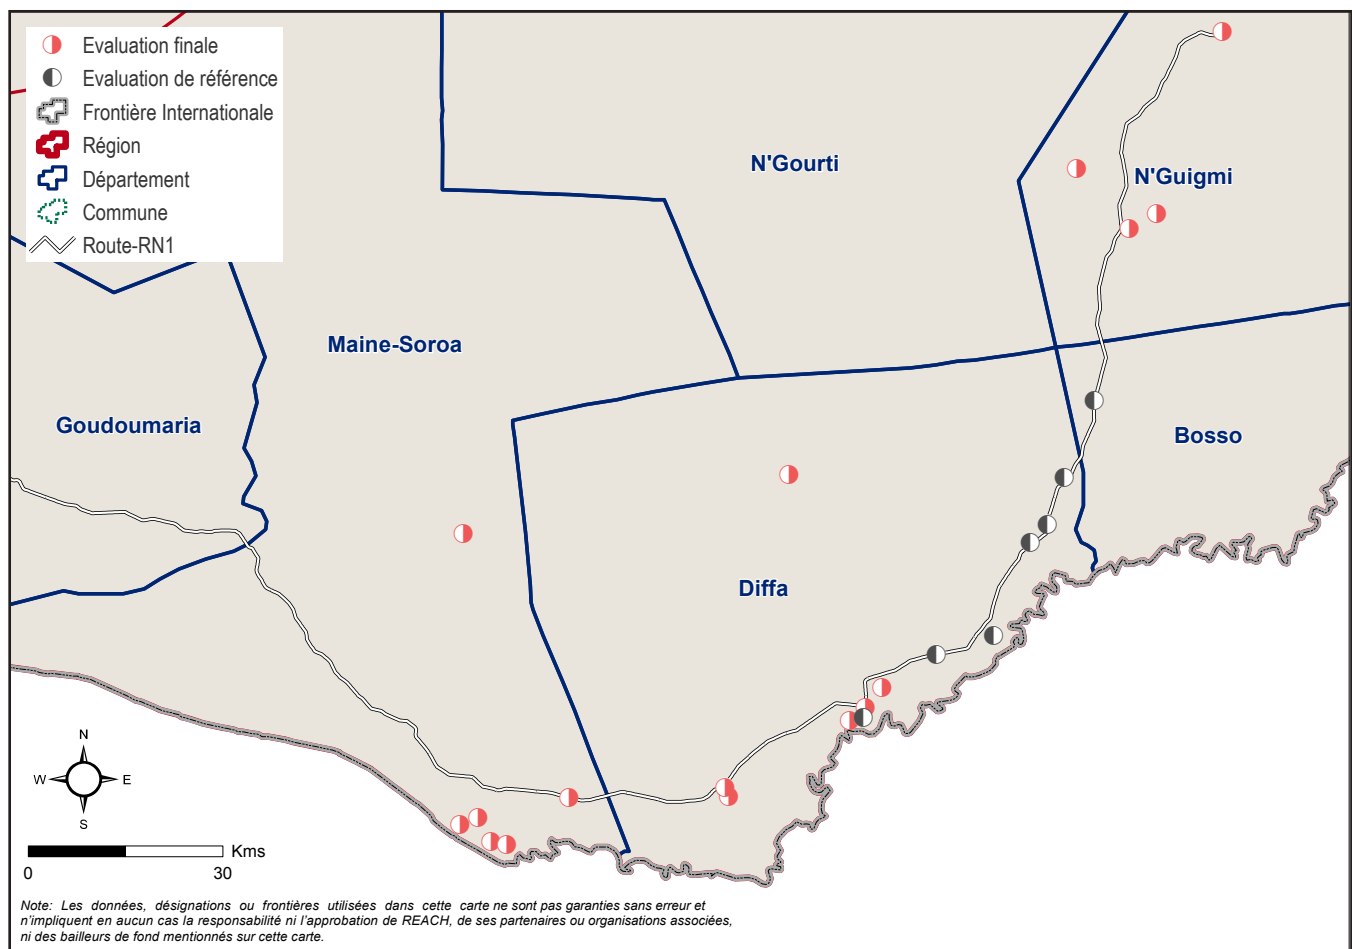 Evaluation finale
Evaluation de référence
Frontière Internationale
Région
Département
Commune
Route-RN1
N'Gourti
N'Guigmi
Maine-Soroa
Goudoumaria
Bosso
Diffa
N
W E
S
Kms
0 30
Note: Les données, désignations ou frontières utilisées dans cette carte ne sont pas garanties sans erreur et
n'impliquent en aucun cas la responsabilité ni l'approbation de REACH, de ses partenaires ou organisations associées,
ni des bailleurs de fond mentionnés sur cette carte.